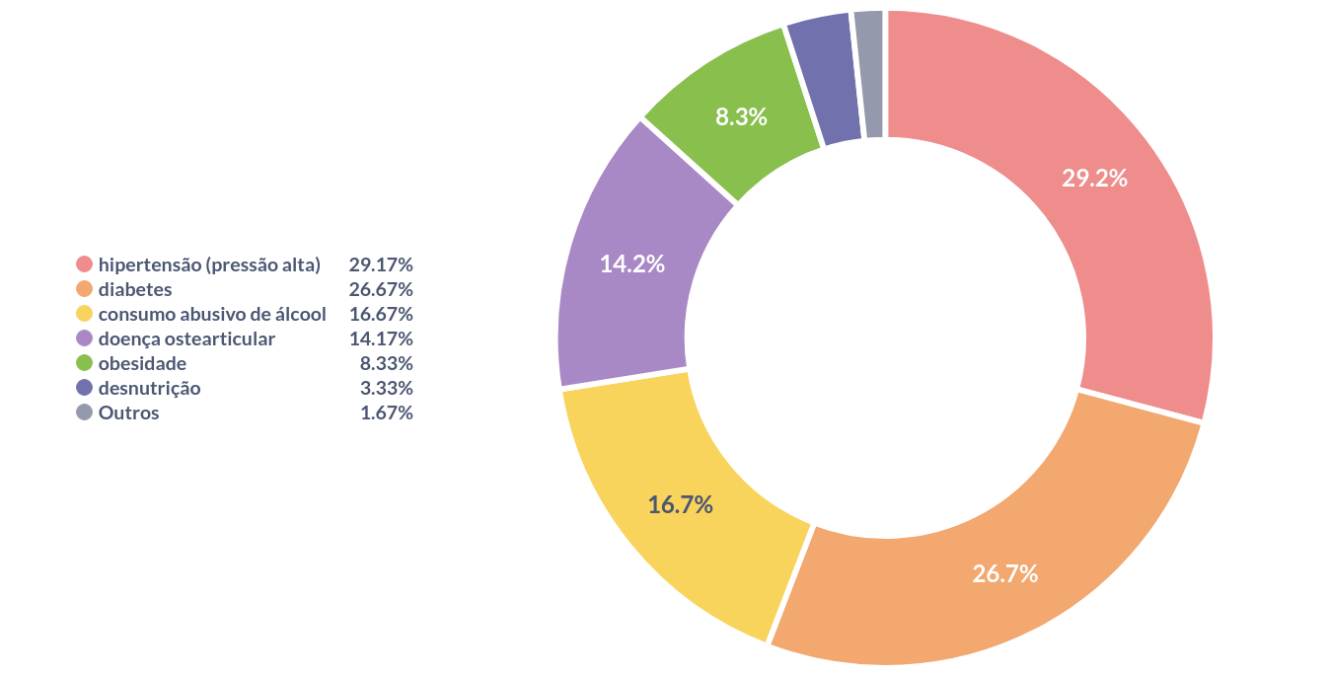 hipertensão (pressão alta) 29.17%
diabetes 26.67%
consumo abusivo de álcool 16.67%
doença ostearticular 14.17%
obesidade 8.33%
desnutrição 3.33%
Outros 1.67%
8.3%
29.2%
14.2%
16.7%
26.7%